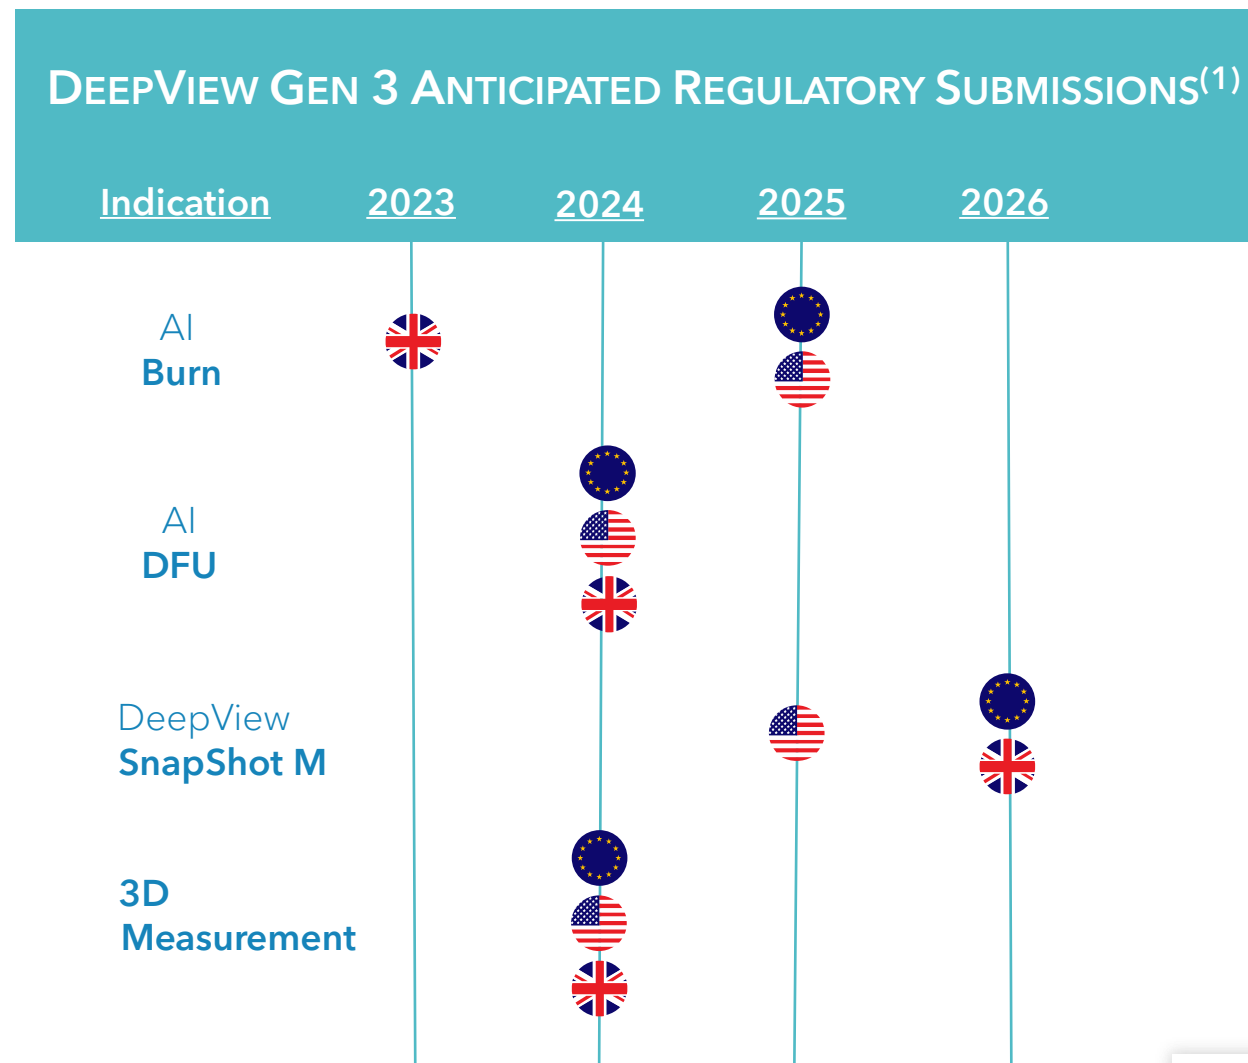 DEEPVIEW GEN 3 ANTICIPATED REGULATORY SUBMISSIONS(1)
Indication 2023 2024 2025 2026
AI
Burn
AI
DFU
DeepView
SnapShot M
3D
Measurement